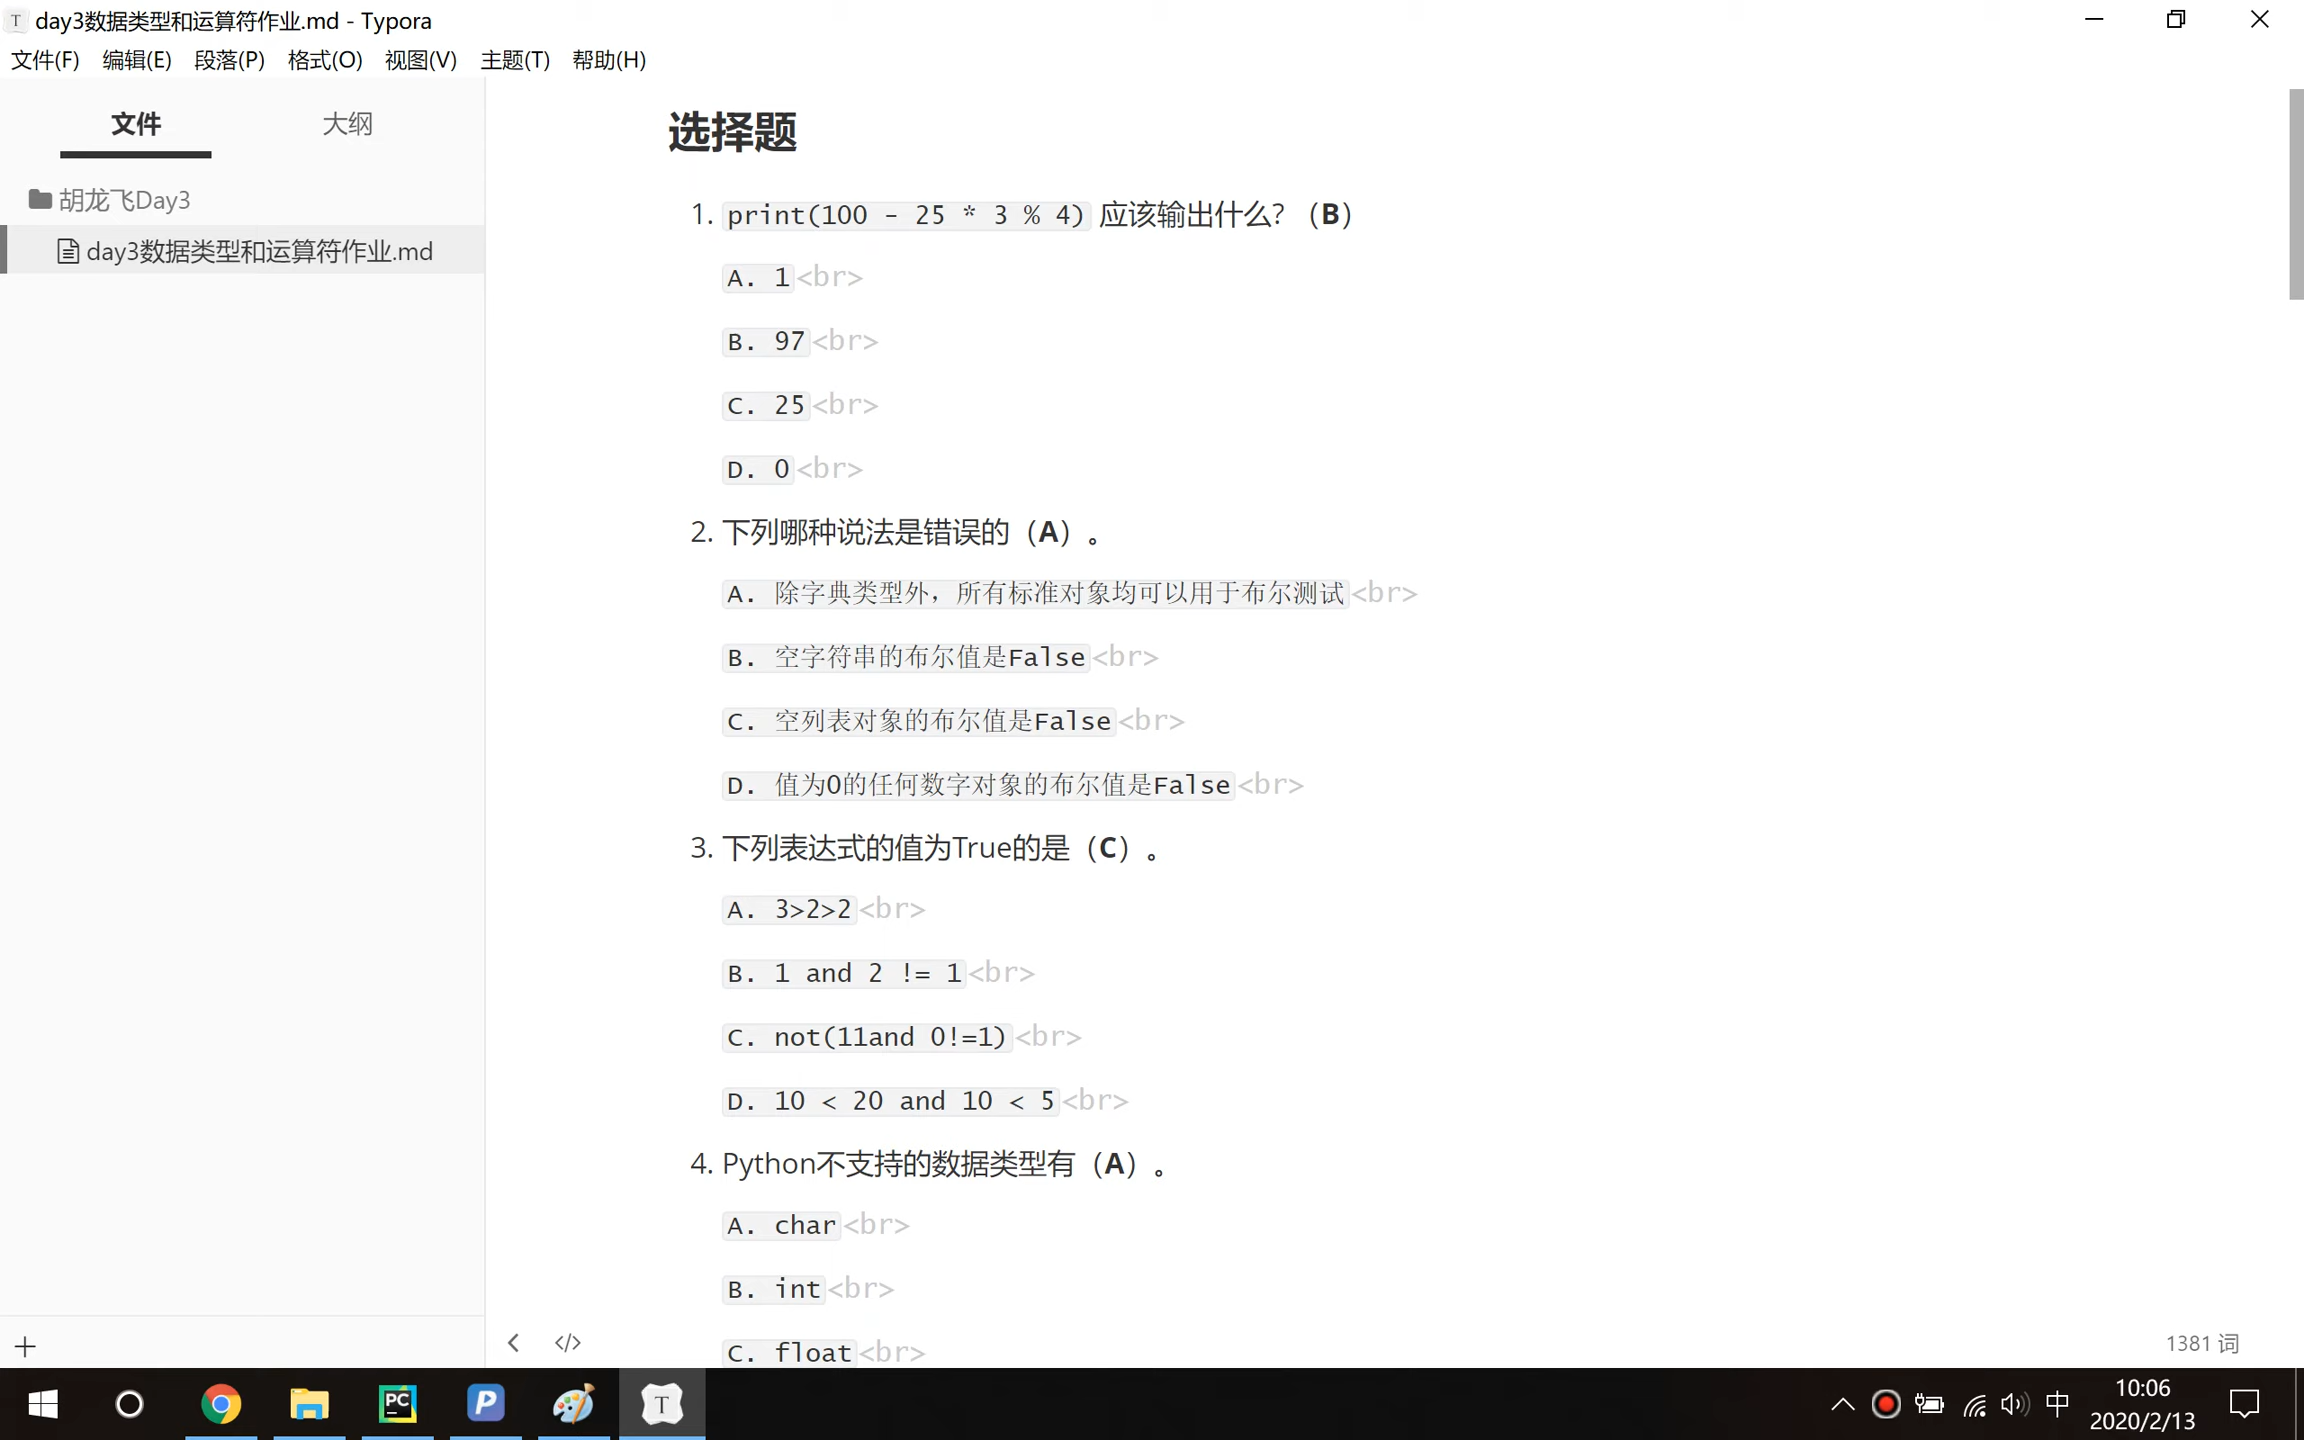 day3数据类型和运算符作业.md - Typora
文件(F) 编辑(E) 段落(P) 格式(O) 视图(V) 主题(T) 帮助(H)
文件 大纲
胡龙飞Day3
day3数据类型和运算符作业.md
选择题
1. print(100 - 25 * 3 % 4) 应该输出什么？（B）
A. 1<br>
B. 97<br>
C. 25<br>
D. 0<br>
2. 下列哪种说法是错误的（A）。
A. 除字典类型外，所有标准对象均可以用于布尔测试<br>
B. 空字符串的布尔值是False<br>
C. 空列表对象的布尔值是False<br>
D. 值为0的任何数字对象的布尔值是False<br>
3. 下列表达式的值为True的是（C）。
A. 3>2>2<br>
B. 1 and 2 != 1<br>
C. not(11and 0!=1)<br>
D. 10 < 20 and 10 < 5<br>
4. Python不支持的数据类型有（A）。
A. char<br>
B. int<br>
C. float<br>
1381 词
中
10:06
2020/2/13